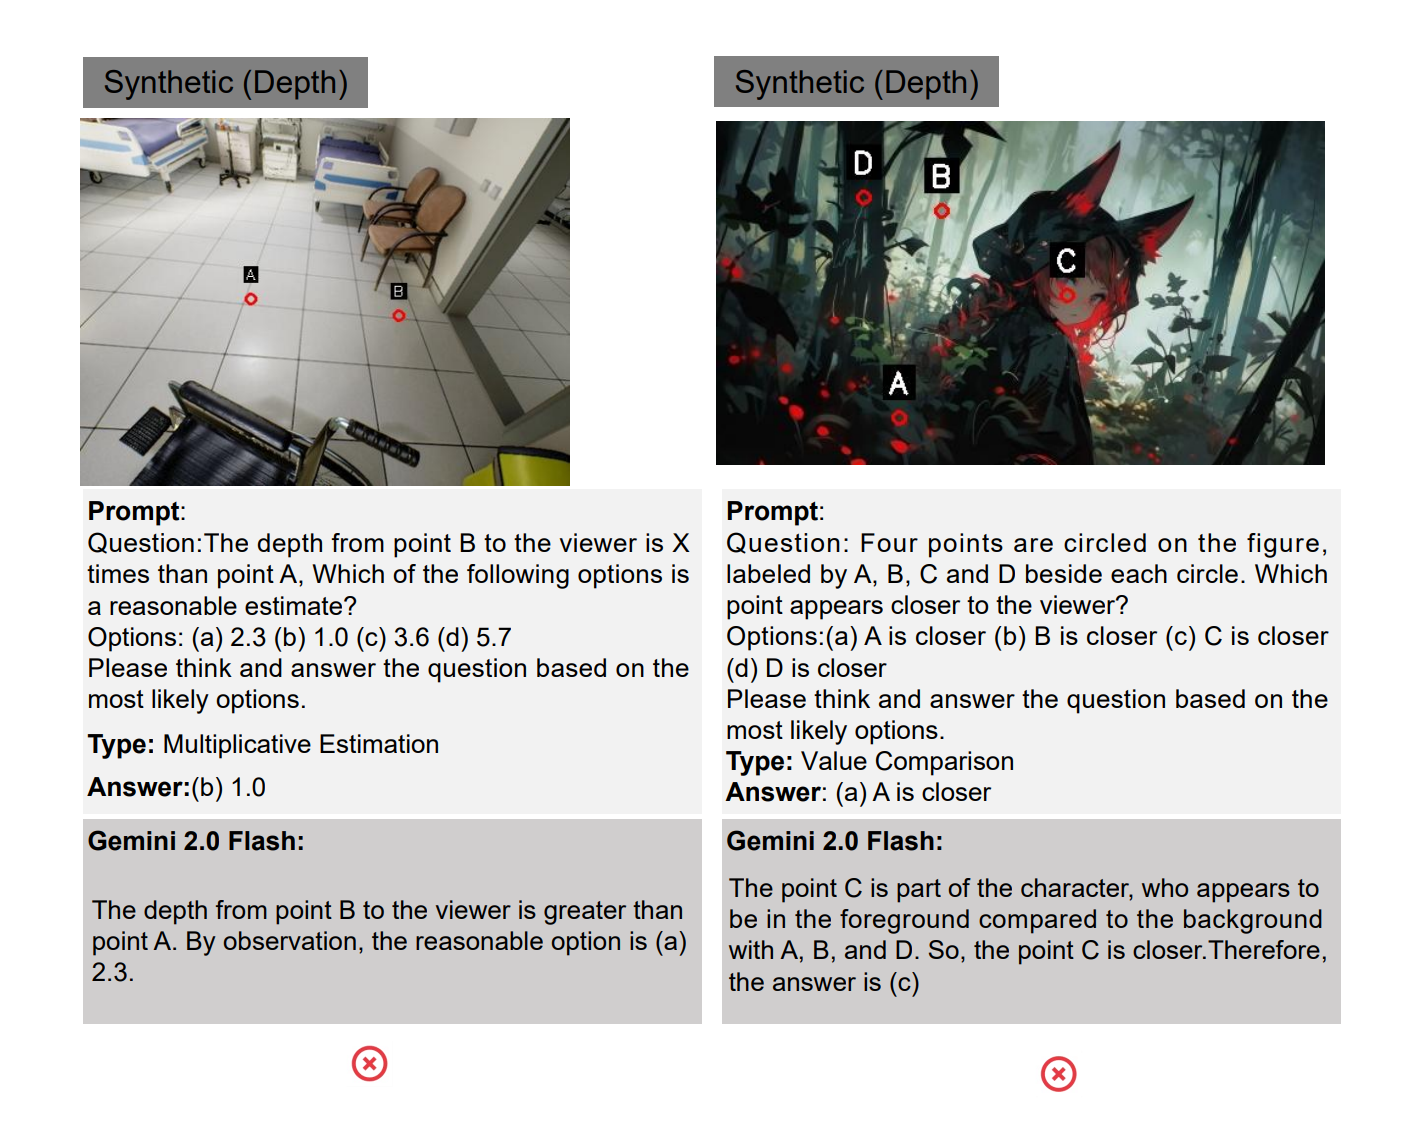 Synthetic (Depth)
A
B
Prompt:
Question:The depth from point B to the viewer is X
times than point A, Which of the following options is
a reasonable estimate?
Options: (a) 2.3 (b) 1.0 (c) 3.6 (d) 5.7
Please think and answer the question based on the
most likely options.
Type: Multiplicative Estimation
Answer:(b) 1.0
Gemini 2.0 Flash:
The depth from point B to the viewer is greater than
point A. By observation, the reasonable option is (a)
2.3.
Synthetic (Depth)
D
B
C
A
Prompt:
Question: Four points are circled on the figure,
labeled by A, B, C and D beside each circle. Which
point appears closer to the viewer?
Options:(a) A is closer (b) B is closer (c) C is closer
(d) D is closer
Please think and answer the question based on the
most likely options.
Type: Value Comparison
Answer: (a) A is closer
Gemini 2.0 Flash:
The point C is part of the character, who appears to
be in the foreground compared to the background
with A, B, and D. So, the point C is closer.Therefore,
the answer is (c)